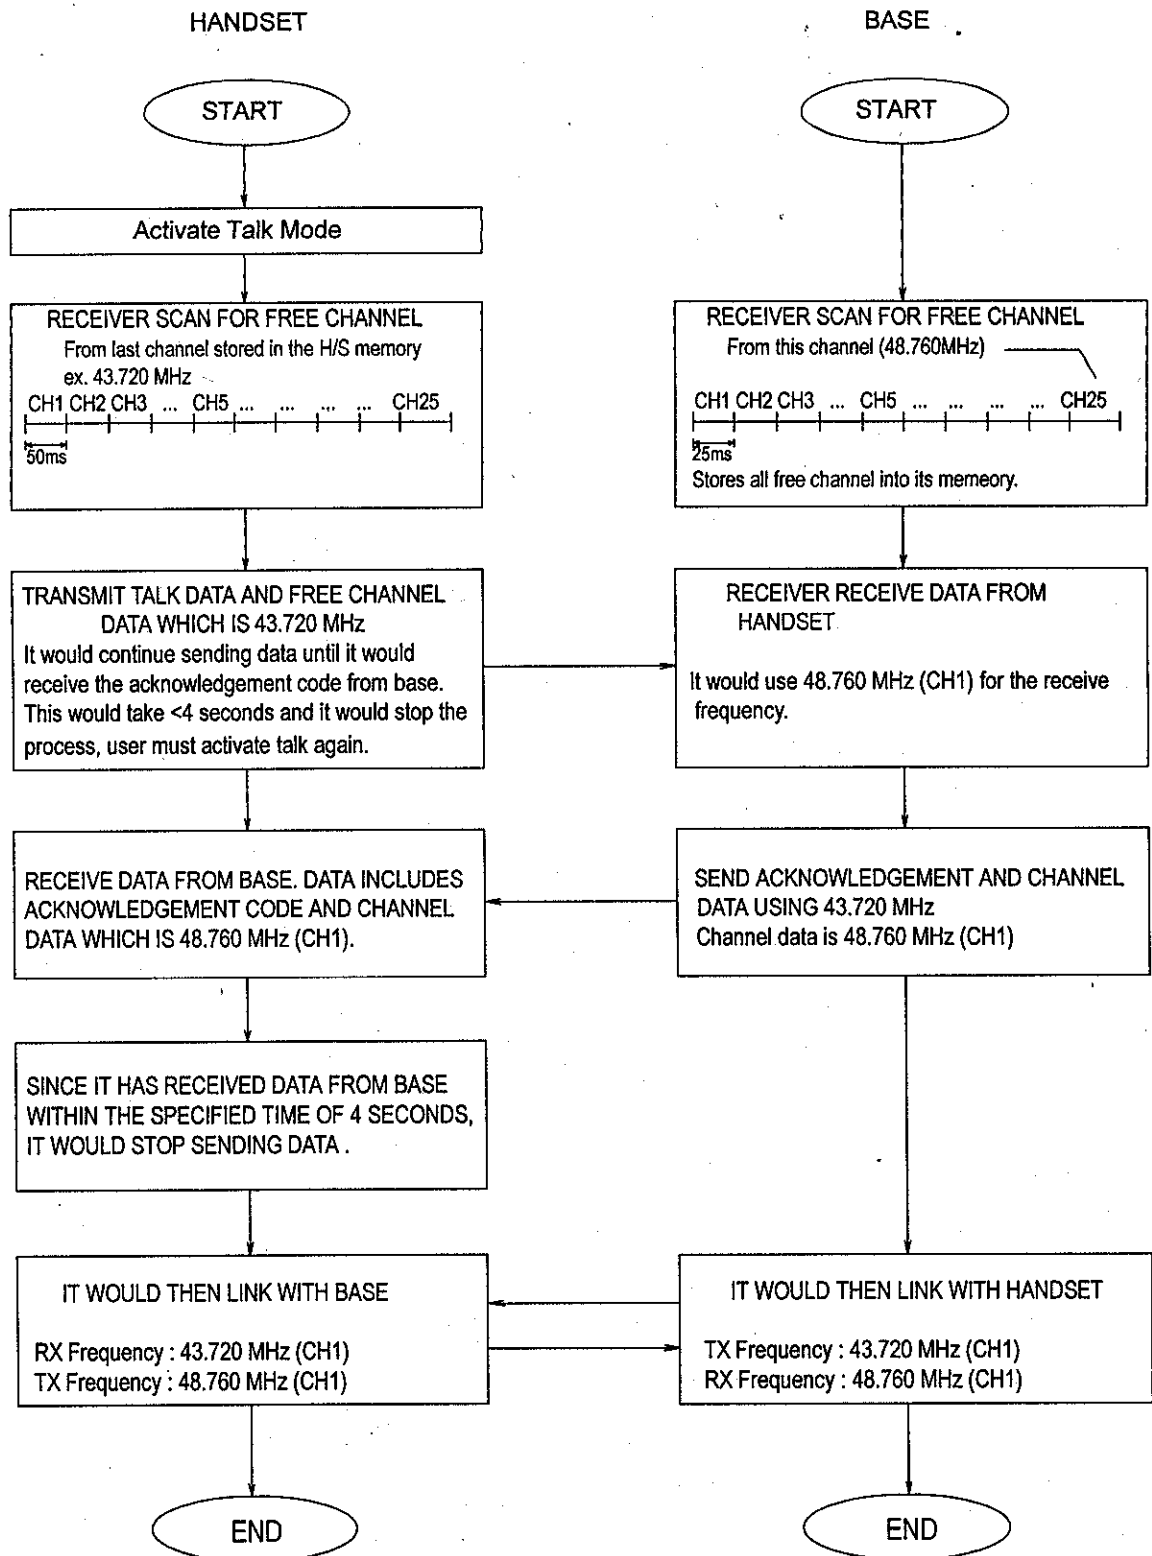 HANDSET
START
Activate Talk Mode
RECEIVER SCAN FOR FREE CHANNEL
From last channel stored in the H/S memory
ex. 43.720 MHz
CH1 CH2 CH3 ... CH5 ... ... ... ... CH25
50ms
TRANSMIT TALK DATA AND FREE CHANNEL
DATA WHICH IS 43.720 MHz
It would continue sending data until it would
receive the acknowledgement code from base.
This would take <4 seconds and it would stop the
process, user must activate talk again.
RECEIVE DATA FROM BASE. DATA INCLUDES
ACKNOWLEDGEMENT CODE AND CHANNEL
DATA WHICH IS 48.760 MHz (CH1).
SINCE IT HAS RECEIVED DATA FROM BASE
WITHIN THE SPECIFIED TIME OF 4 SECONDS,
IT WOULD STOP SENDING DATA .
IT WOULD THEN LINK WITH BASE
RX Frequency : 43.720 MHz (CH1)
TX Frequency : 48.760 MHz (CH1)
END
BASE
START
RECEIVER SCAN FOR FREE CHANNEL
From this channel (48.760MHz)
CH1 CH2 CH3 ... CH5 ... ... ... ... CH25
25ms
Stores all free channel into its memeory.
RECEIVER RECEIVE DATA FROM
HANDSET
It would use 48.760 MHz (CH1) for the receive
frequency.
SEND ACKNOWLEDGEMENT AND CHANNEL
DATA USING 43.720 MHz
Channel data is 48.760 MHz (CH1)
IT WOULD THEN LINK WITH HANDSET
TX Frequency : 43.720 MHz (CH1)
RX Frequency : 48.760 MHz (CH1)
END